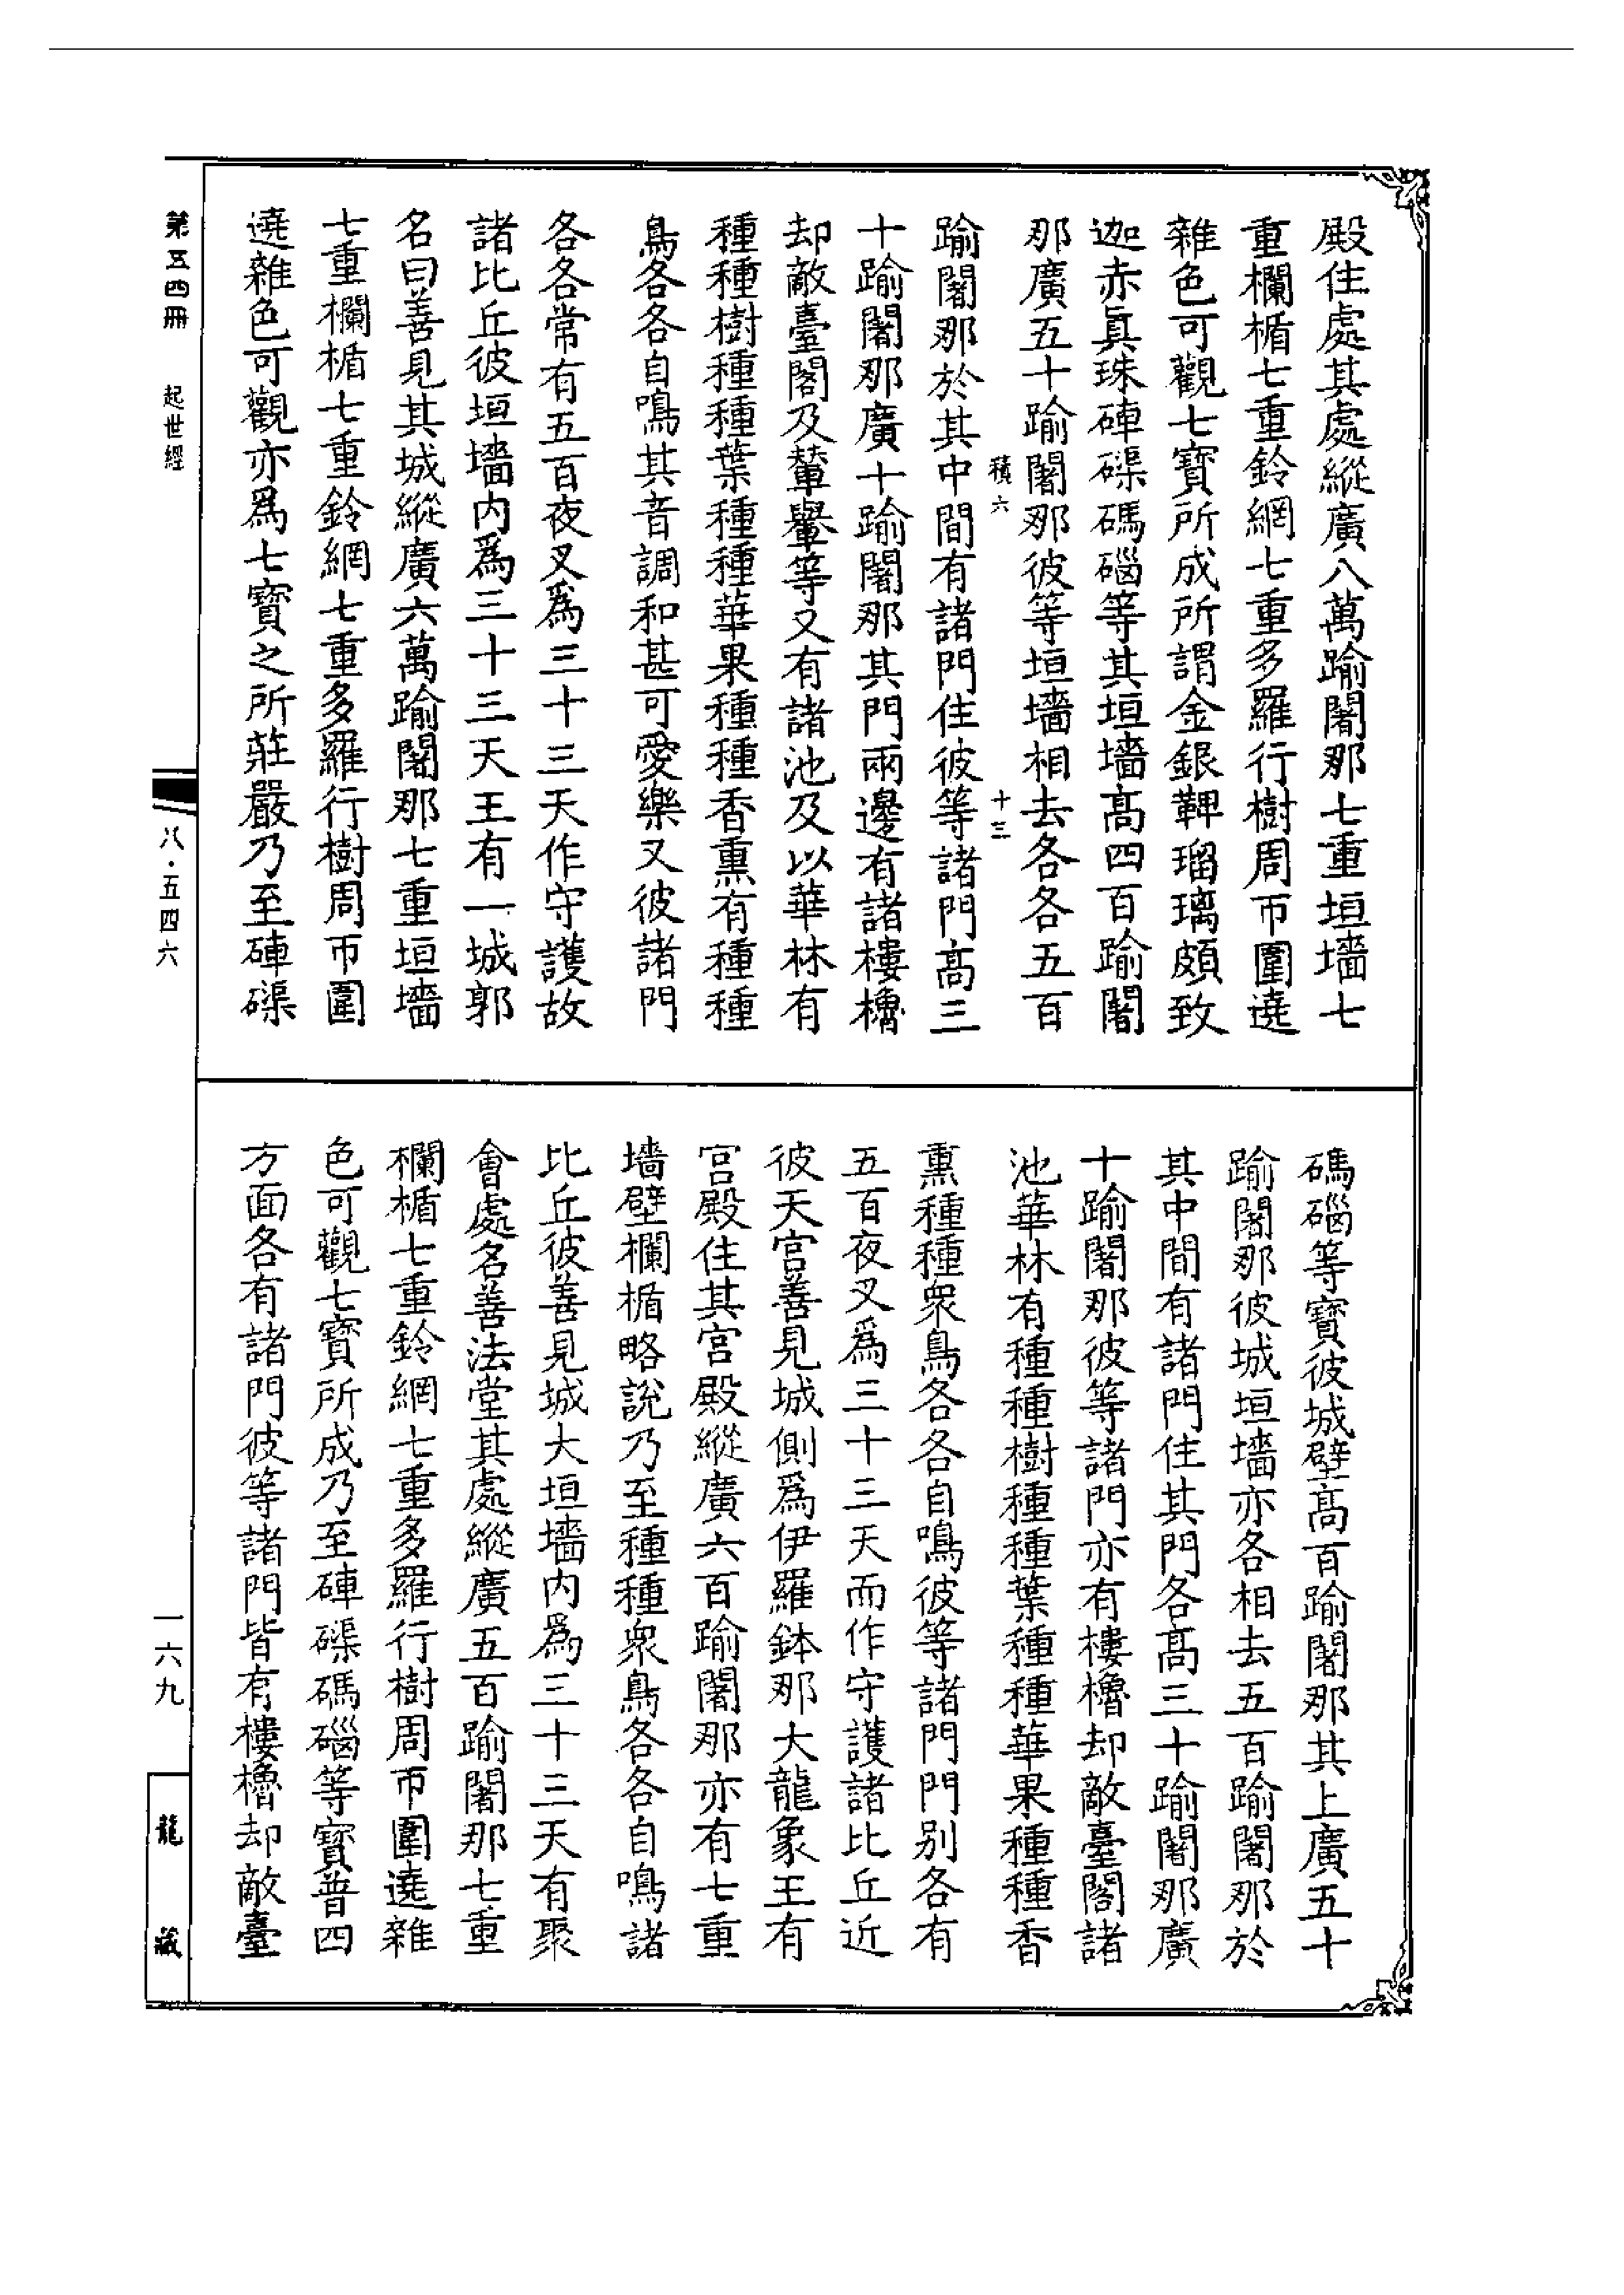 殿住處其處縱廣八萬踰闍那七重垣墻七
重欄楯七重鈴網七重多羅行樹周帀圍遶
雜色可觀七寶所成所謂金銀鞞瑠璃頗致
迦赤眞珠硨磲碼碯等其垣墻髙四百踰闍
那廣五十踰闍那彼等垣墻相去各各五百
積六 十三
踰闍那於其中間有諸門住彼等諸門髙三
十踰闍那廣十踰闍那其門兩邊有諸樓櫓
却敵臺閣及輦轝等又有諸池及以華林有
種種樹種種葉種種華果種種香熏有種種
鳥各各自鳴其音調和甚可愛樂又彼諸門
各各常有五百夜叉爲三十三天作守護故
諸比丘彼垣墻内爲三十三天王有一城郭
名曰善見其城縱廣六萬踰闍那七重垣墻
七重欄楯七重鈴網七重多羅行樹周帀圍
遶雜色可觀亦爲七寶之所莊嚴乃至硨磲
碼碯等寶彼城壁髙百踰闍那其上廣五十
踰闍那彼城垣墻亦各相去五百踰闍那於
其中間有諸門住其門各髙三十踰闍那廣
十踰闍那彼等諸門亦有樓櫓却敵臺閣諸
池華林有種種樹種種葉種種華果種種香
熏種種衆鳥各各自鳴彼等諸門門别各有
五百夜叉爲三十三天而作守護諸比丘近
彼天宫善見城側爲伊羅鉢那大龍象王有
宫殿住其宫殿縱廣六百踰闍那亦有七重
墻壁欄楯略說乃至種種衆鳥各各自鳴諸
比丘彼善見城大垣墻内爲三十三天有聚
會處名善法堂其處縱廣五百踰闍那七重
欄楯七重鈴網七重多羅行樹周帀圍遶雜
色可觀七寶所成乃至硨磲碼碯等寶普四
方面各有諸門彼等諸門皆有樓櫓却敵臺
第五四冊 起世經
八·五四六
一六九
龍藏